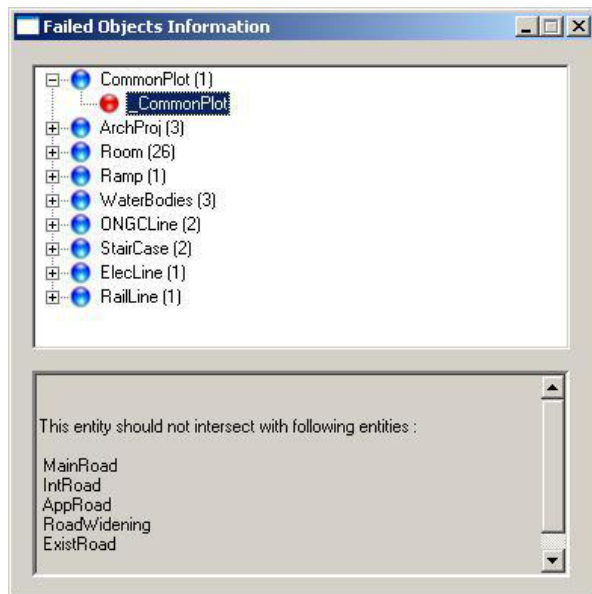 Failed Objects Information
CommonPlot (1)
_CommonPlot
ArchProj (3)
Room (26)
Ramp (1)
WaterBodies (3)
ONGCLine (2)
StairCase (2)
ElecLine (1)
RailLine (1)
This entity should not intersect with following entities :
MainRoad
IntRoad
AppRoad
RoadWidening
ExistRoad